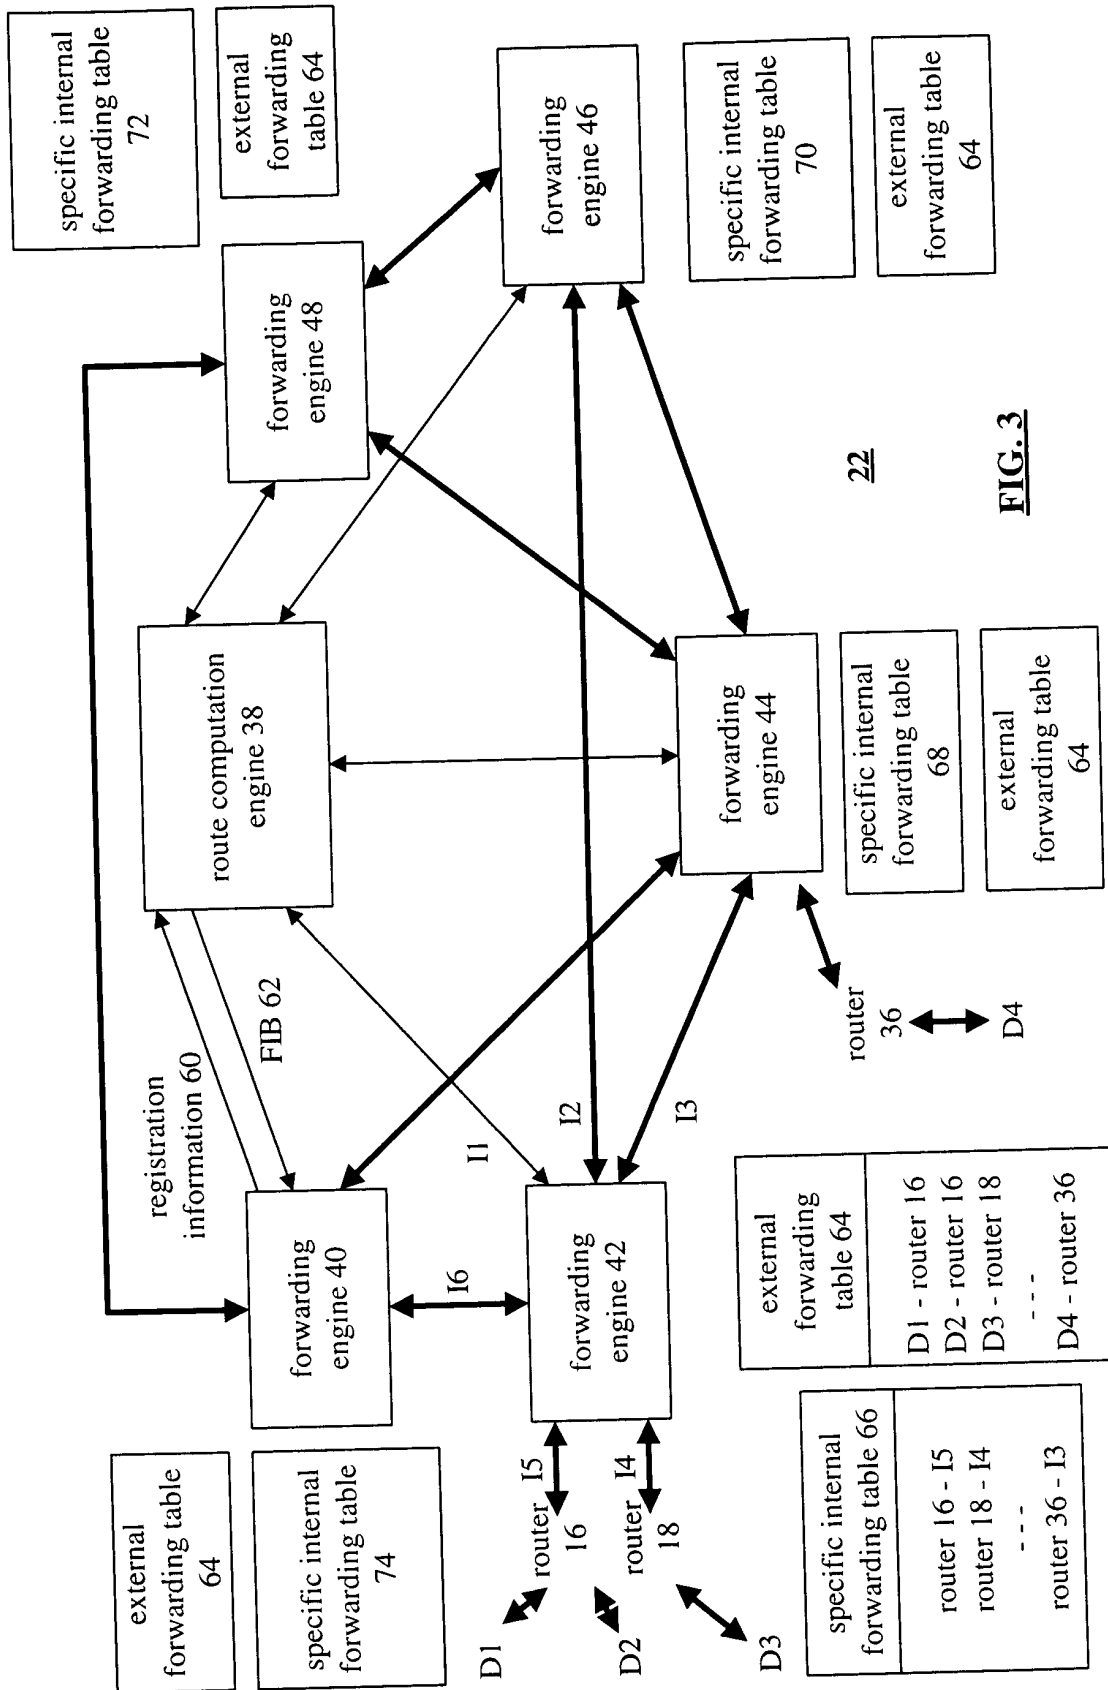 external
forwarding table
64
specific internal
forwarding table
74
registration
information 60
FIB 62
route computation
engine 38
specific internal
forwarding table
72
external
forwarding
table 64
forwarding
engine 40
I6
I1
forwarding
engine 48
forwarding
engine 46
D1
D2
D3
router
16
I5
router
18
I4
forwarding
engine 42
I2
I3
forwarding
engine 44
router
36
D4
specific internal
forwarding table
70
external
forwarding table
64
specific internal
forwarding table
68
external
forwarding table
64
specific internal
forwarding table 66
router 16 - I5
router 18 - I4
- - -
router 36 - I3
external
forwarding
table 64
D1 - router 16
D2 - router 16
D3 - router 18
- - -
D4 - router 36
22
FIG. 3